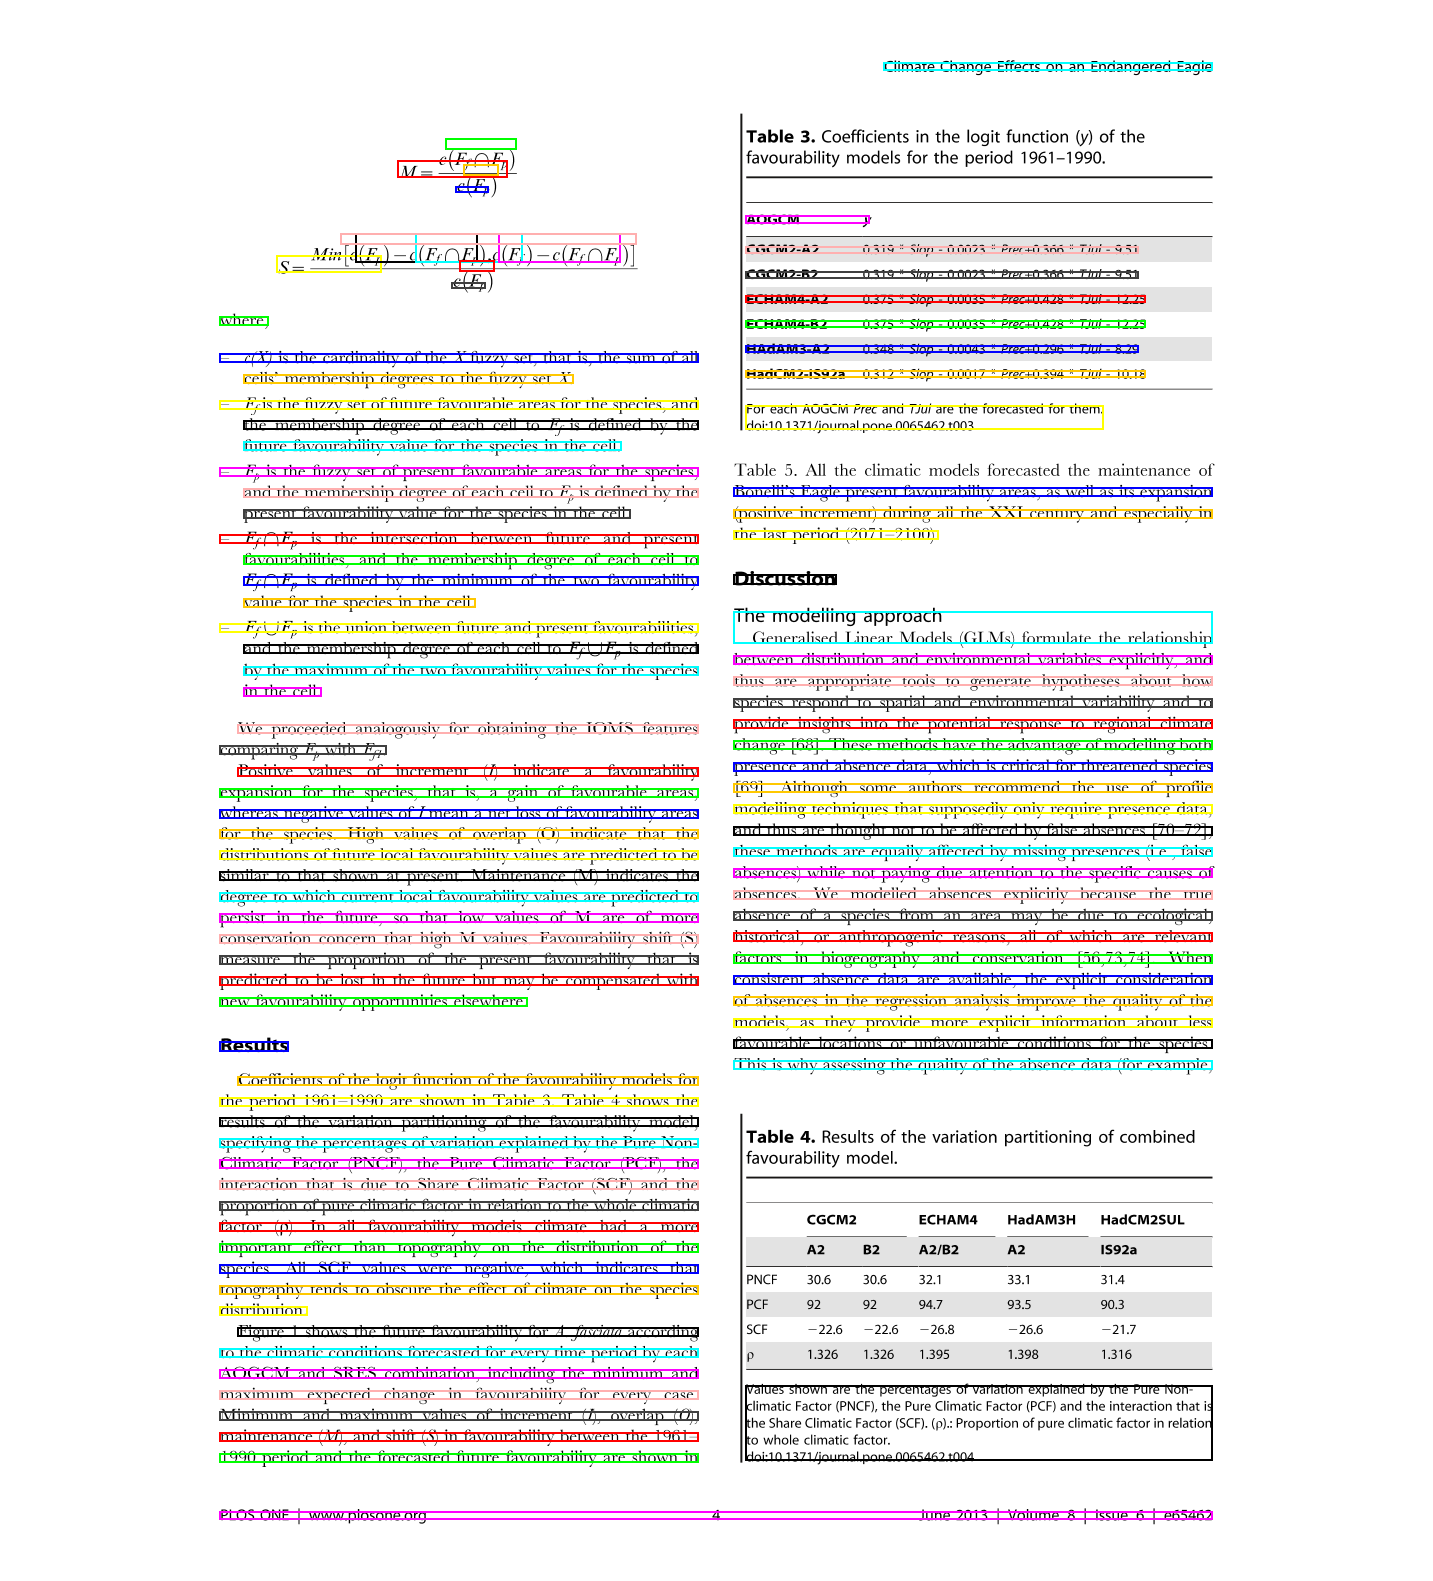 Climate Change Effects on an Endangered Eagle
M = c(F_f ∩ F_p) / c(F_p)
S = Min[c(F_f) − c(F_f ∩ F_p), c(F_f) − c(F_f ∩ F_p)] / c(F_p)
where,
– c(X) is the cardinality of the X fuzzy set, that is, the sum of all
cells' membership degrees to the fuzzy set X.
– F_f is the fuzzy set of future favourable areas for the species, and
the membership degree of each cell to F_f is defined by the
future favourability value for the species in the cell.
– F_p is the fuzzy set of present favourable areas for the species,
and the membership degree of each cell to F_p is defined by the
present favourability value for the species in the cell.
– F_f∩F_p is the intersection between future and present
favourabilities, and the membership degree of each cell to
F_f∩F_p is defined by the minimum of the two favourability
value for the species in the cell.
– F_f∪F_p is the union between future and present favourabilities,
and the membership degree of each cell to F_f∪F_p is defined
by the maximum of the two favourability values for the species
in the cell.
We proceeded analogously for obtaining the IOMS features
comparing F_p with
Positive values of increment (I) indicate a favourability
expansion for the species, that is, a gain of favourable areas,
whereas negative values of I mean a net loss of favourability areas
for the species. High values of overlap (O) indicate that the
distributions of future local favourability values are predicted to be
similar to that shown at present. Maintenance (M) indicates the
degree to which current local favourability values are predicted to
persist in the future, so that low values of M are of more
conservation concern that high M values. Favourability shift (S)
measure the proportion of the present favourability that is
predicted to be lost in the future but may be compensated with
new favourability opportunities elsewhere.
Results
Coefficients of the logit function of the favourability models for
the period 1961–1990 are shown in Table 3. Table 4 shows the
results of the variation partitioning of the favourability model,
specifying the percentages of variation explained by the Pure Non-
Climatic Factor (PNCF), the Pure Climatic Factor (PCF), the
interaction that is due to Share Climatic Factor (SCF) and the
proportion of pure climatic factor in relation to the whole climatic
factor (ρ). In all favourability models climate had a more
important effect than topography on the distribution of the
species. All SCF values were negative, which indicates that
topography tends to obscure the effect of climate on the species
distribution.
Figure 1 shows the future favourability for A. fasciata according
to the climatic conditions forecasted for every time period by each
AOGCM and SRES combination, including the minimum and
maximum expected change in favourability for every case.
Minimum and maximum values of increment (I), overlap (O),
maintenance (M), and shift (S) in favourability between the 1961–
1990 period and the forecasted future favourability are shown in
Table 3. Coefficients in the logit function (y) of the
favourability models for the period 1961–1990.
AOGCM y
CGCM2-A2 0.319 * Slop - 0.0023 * Prec+0.366 * TJul - 9.51
CGCM2-B2 0.319 * Slop - 0.0023 * Prec+0.366 * TJul - 9.51
ECHAM4-A2 0.375 * Slop - 0.0035 * Prec+0.428 * TJul - 12.25
ECHAM4-B2 0.375 * Slop - 0.0035 * Prec+0.428 * TJul - 12.25
HAdAM3-A2 0.348 * Slop - 0.0043 * Prec+0.296 * TJul - 8.29
HadCM2-IS92a 0.312 * Slop - 0.0017 * Prec+0.394 * TJul - 10.18
For each AOGCM Prec and TJul are the forecasted for them.
doi:10.1371/journal.pone.0065462.t003
Table 5. All the climatic models forecasted the maintenance of
Bonelli's Eagle present favourability areas, as well as its expansion
(positive increment) during all the XXI century and especially in
the last period (2071–2100).
Discussion
The modelling approach
Generalised Linear Models (GLMs) formulate the relationship
between distribution and environmental variables explicitly, and
thus are appropriate tools to generate hypotheses about how
species respond to spatial and environmental variability and to
provide insights into the potential response to regional climate
change [68]. These methods have the advantage of modelling both
presence and absence data, which is critical for threatened species
[69]. Although some authors recommend the use of profile
modelling techniques that supposedly only require presence data,
and thus are thought not to be affected by false absences [70–72],
these methods are equally affected by missing presences (i.e., false
absences) while not paying due attention to the specific causes of
absences. We modelled absences explicitly because the true
absence of a species from an area may be due to ecological,
historical, or anthropogenic reasons, all of which are relevant
factors in biogeography and conservation [56,73,74]. When
consistent absence data are available, the explicit consideration
of absences in the regression analysis improve the quality of the
models, as they provide more explicit information about less
favourable locations or unfavourable conditions for the species.
This is why assessing the quality of the absence data (for example,
Table 4. Results of the variation partitioning of combined
favourability model.
CGCM2 ECHAM4 HadAM3H HadCM2SUL
A2 B2 A2/B2 A2 IS92a
PNCF 30.6 30.6 32.1 33.1 31.4
PCF 92 92 94.7 93.5 90.3
SCF −22.6 −22.6 −26.8 −26.6 −21.7
ρ 1.326 1.326 1.395 1.398 1.316
Values shown are the percentages of variation explained by the Pure Non-
climatic Factor (PNCF), the Pure Climatic Factor (PCF) and the interaction that is
the Share Climatic Factor (SCF). (ρ).: Proportion of pure climatic factor in relation
to whole climatic factor.
doi:10.1371/journal.pone.0065462.t004
PLOS ONE | www.plosone.org 4 June 2013 | Volume 8 | Issue 6 | e65462